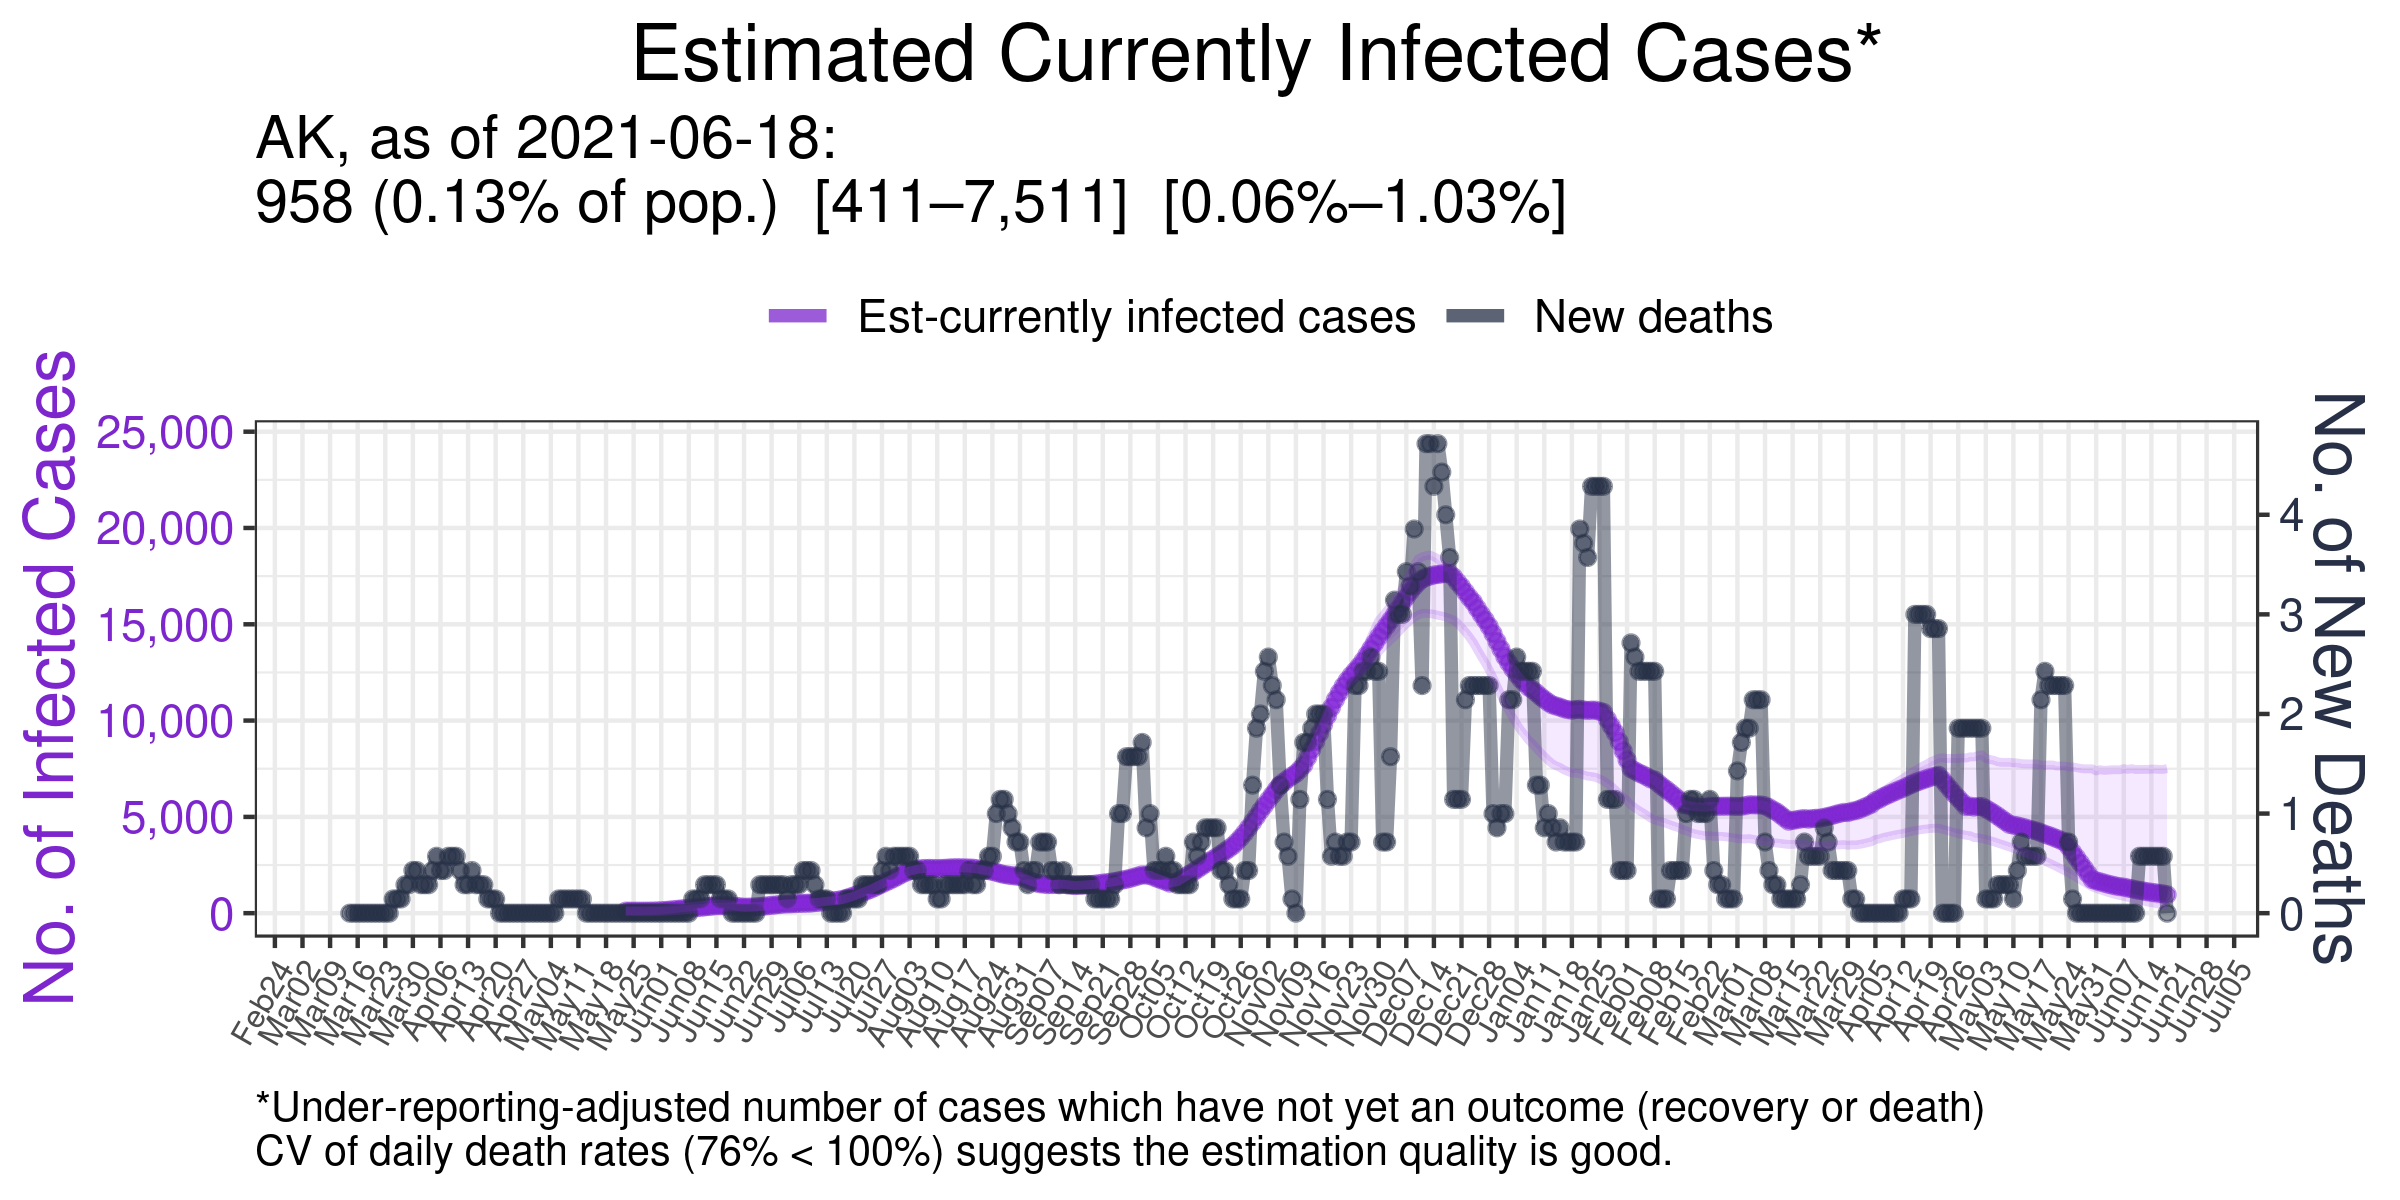 Estimated Currently Infected Cases*
AK, as of 2021-06-18:
958 (0.13% of pop.)  [411–7,511]  [0.06%–1.03%]
Est-currently infected cases
New deaths
No. of Infected Cases
25,000
20,000
15,000
10,000
5,000
0
4
3
2
1
0
No. of New Deaths
Feb24
Mar02
Mar09
Mar16
Mar23
Mar30
Apr06
Apr13
Apr20
Apr27
May04
May11
May18
May25
Jun01
Jun08
Jun15
Jun22
Jun29
Jul06
Jul13
Jul20
Jul27
Aug03
Aug10
Aug17
Aug24
Aug31
Sep07
Sep14
Sep21
Sep28
Oct05
Oct12
Oct19
Oct26
Nov02
Nov09
Nov16
Nov23
Nov30
Dec07
Dec14
Dec21
Dec28
Jan04
Jan11
Jan18
Jan25
Feb01
Feb08
Feb15
Feb22
Mar01
Mar08
Mar15
Mar22
Mar29
Apr05
Apr12
Apr19
Apr26
May03
May10
May17
May24
May31
Jun07
Jun14
Jun21
Jun28
Jul05
*Under-reporting-adjusted number of cases which have not yet an outcome (recovery or death)
CV of daily death rates (76% < 100%) suggests the estimation quality is good.